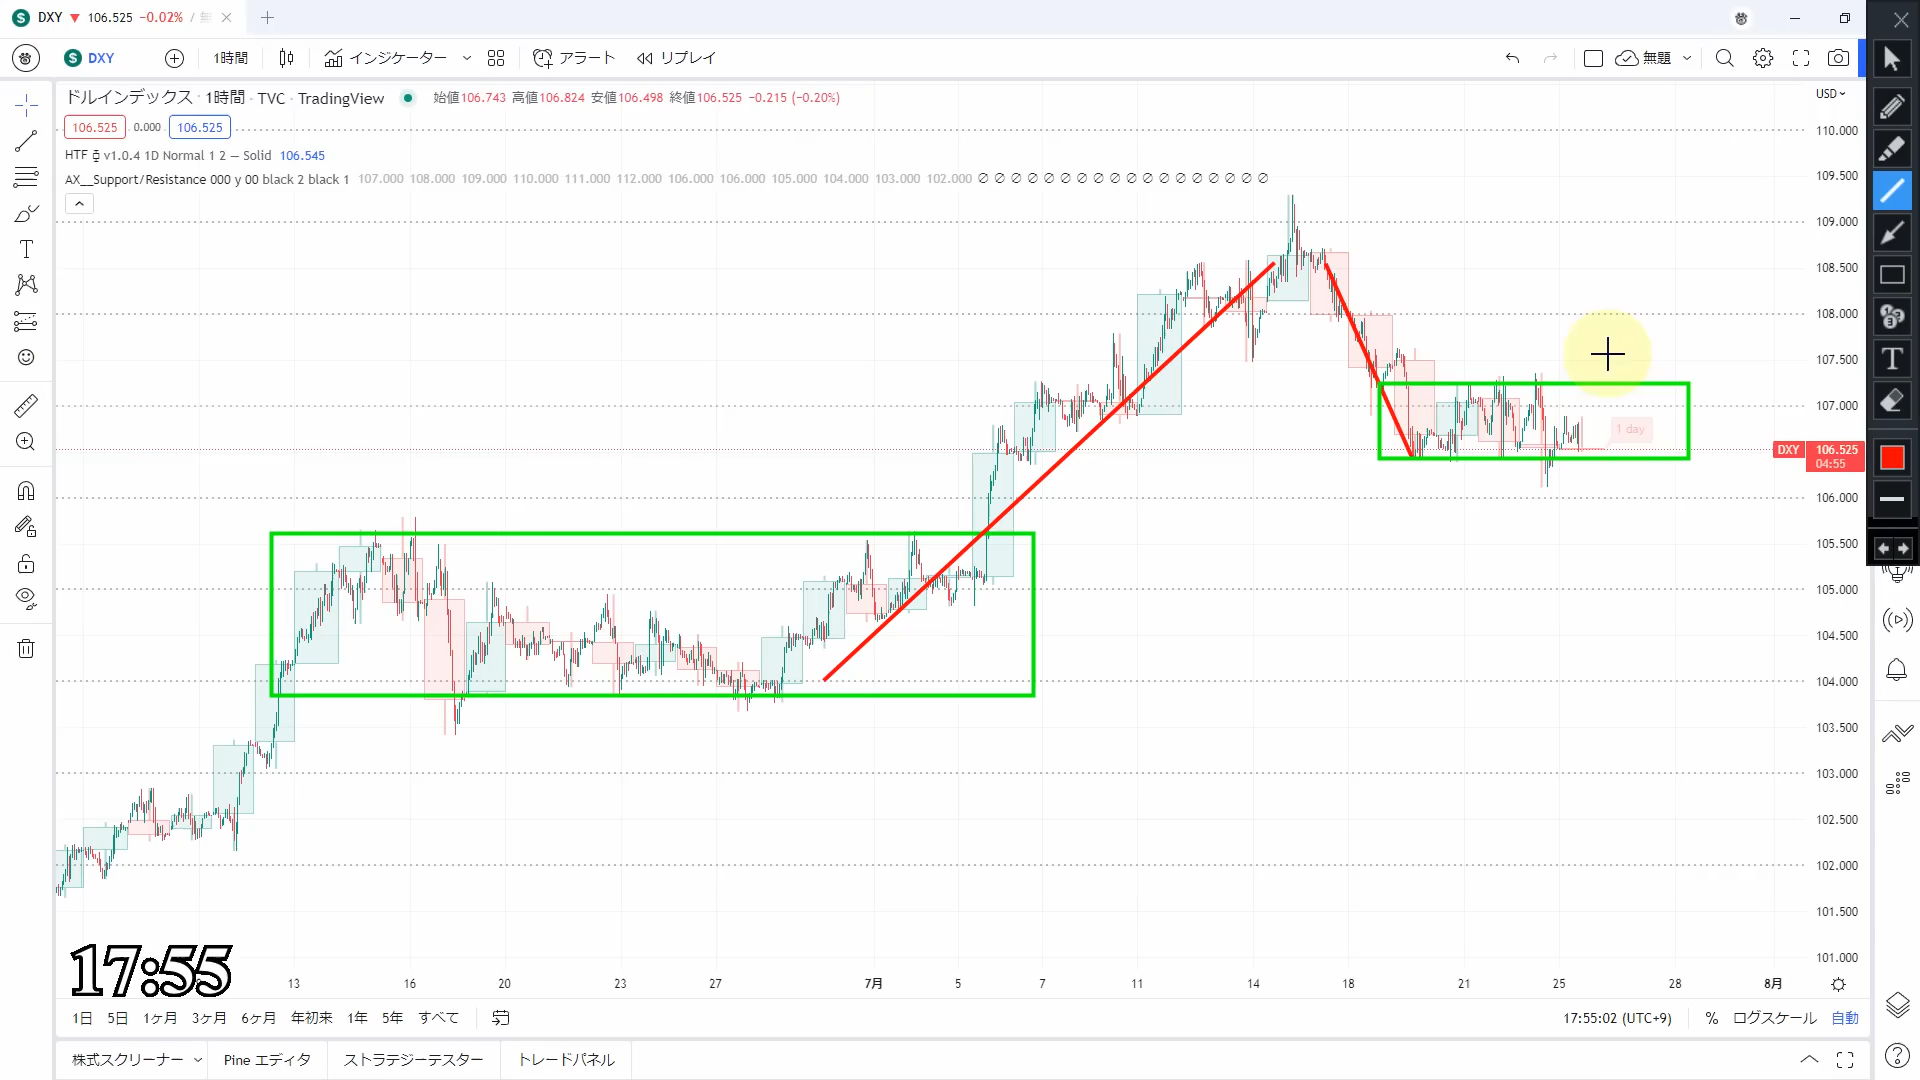 DXY ▼ 106.525 −0.02% / 無
DXY 1時間 インジケーター アラート リプレイ 無題
ドルインデックス · 1時間 · TVC · TradingView 始値106.743 高値106.824 安値106.498 終値106.525 −0.215 (−0.20%)
USD
106.525 0.000 106.525
HTF v1.0.4 1D Normal 1 2 — Solid 106.545
AX__Support/Resistance 000 y 00 black 2 black 1 107.000 108.000 109.000 110.000 111.000 112.000 106.000 106.000 105.000 104.000 103.000 102.000 ∅ ∅ ∅ ∅ ∅ ∅ ∅ ∅ ∅ ∅ ∅ ∅ ∅ ∅ ∅ ∅ ∅ ∅
110.000
109.500
109.000
108.500
108.000
107.500
107.000
1 day
DXY 106.525
04:55
106.000
105.500
105.000
104.500
104.000
103.500
103.000
102.500
102.000
101.500
101.000
17:55
13 16 20 23 27 7月 5 7 11 14 18 21 25 28 8月
1日 5日 1ヶ月 3ヶ月 6ヶ月 年初来 1年 5年 すべて 17:55:02 (UTC+9) % ログスケール 自動
株式スクリーナー Pine エディタ ストラテジーテスター トレードパネル